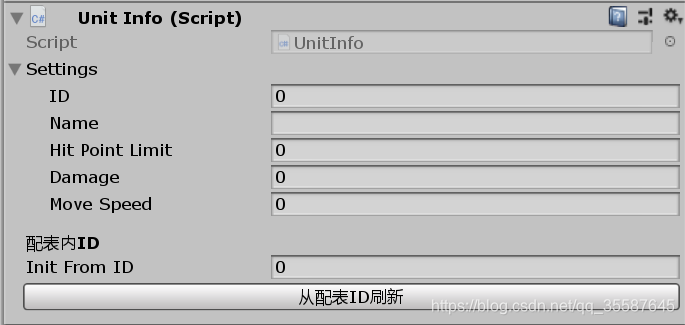 Unit Info (Script)
Script UnitInfo
Settings
ID 0
Name
Hit Point Limit 0
Damage 0
Move Speed 0
配表内ID
Init From ID 0
从配表ID刷新
https://blog.csdn.net/qq_35587645